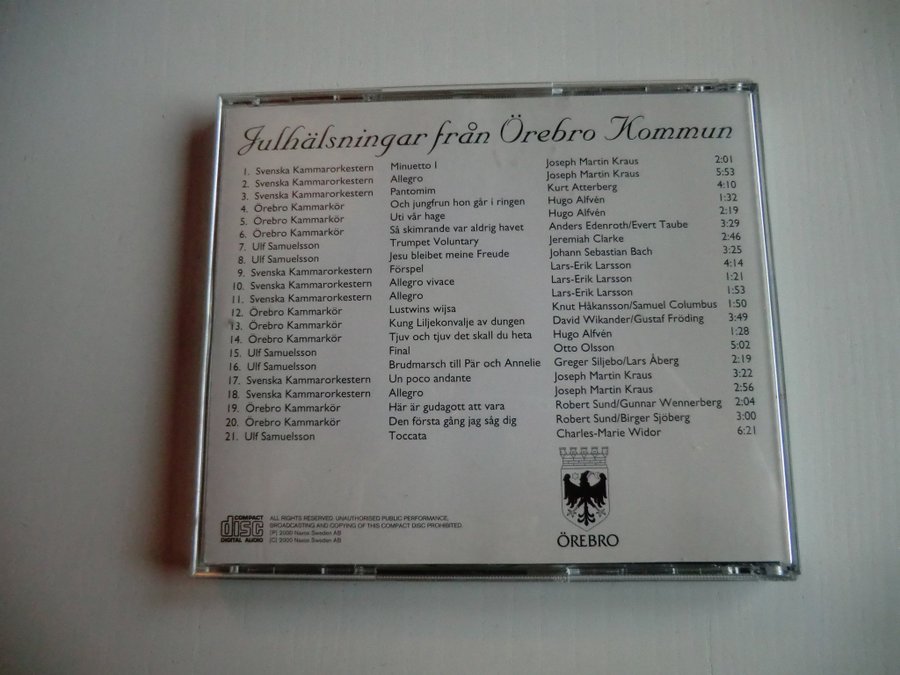 Julhälsningar från Örebro Kommun
1. Svenska Kammarorkestern Minuetto I Joseph Martin Kraus 2:01
2. Svenska Kammarorkestern Allegro Joseph Martin Kraus 5:53
3. Svenska Kammarorkestern Pantomim Kurt Atterberg 4:10
4. Örebro Kammarkör Och jungfrun hon går i ringen Hugo Alfvén 1:32
5. Örebro Kammarkör Uti vår hage Hugo Alfvén 2:19
6. Örebro Kammarkör Så skimrande var aldrig havet Anders Edenroth/Evert Taube 3:29
7. Ulf Samuelsson Trumpet Voluntary Jeremiah Clarke 2:46
8. Ulf Samuelsson Jesu bleibet meine Freude Johann Sebastian Bach 3:25
9. Svenska Kammarorkestern Förspel Lars-Erik Larsson 4:14
10. Svenska Kammarorkestern Allegro vivace Lars-Erik Larsson 1:21
11. Svenska Kammarorkestern Allegro Lars-Erik Larsson 1:53
12. Örebro Kammarkör Lustwins wijsa Knut Håkansson/Samuel Columbus 1:50
13. Örebro Kammarkör Kung Liljekonvalje av dungen David Wikander/Gustaf Fröding 3:49
14. Örebro Kammarkör Tjuv och tjuv det skall du heta Hugo Alfvén 1:28
15. Ulf Samuelsson Final Otto Olsson 5:02
16. Ulf Samuelsson Brudmarsch till Pär och Annelie Greger Siljebo/Lars Åberg 2:19
17. Svenska Kammarorkestern Un poco andante Joseph Martin Kraus 3:22
18. Svenska Kammarorkestern Allegro Joseph Martin Kraus 2:56
19. Örebro Kammarkör Här är gudagott att vara Robert Sund/Gunnar Wennerberg 2:04
20. Örebro Kammarkör Den första gång jag såg dig Robert Sund/Birger Sjöberg 3:00
21. Ulf Samuelsson Toccata Charles-Marie Widor 6:21
COMPACT
disc
DIGITAL AUDIO
ALL RIGHTS RESERVED. UNAUTHORISED PUBLIC PERFORMANCE,
BROADCASTING AND COPYING OF THIS COMPACT DISC PROHIBITED.
(P) 2000 Naxos Sweden AB
(C) 2000 Naxos Sweden AB
ÖREBRO